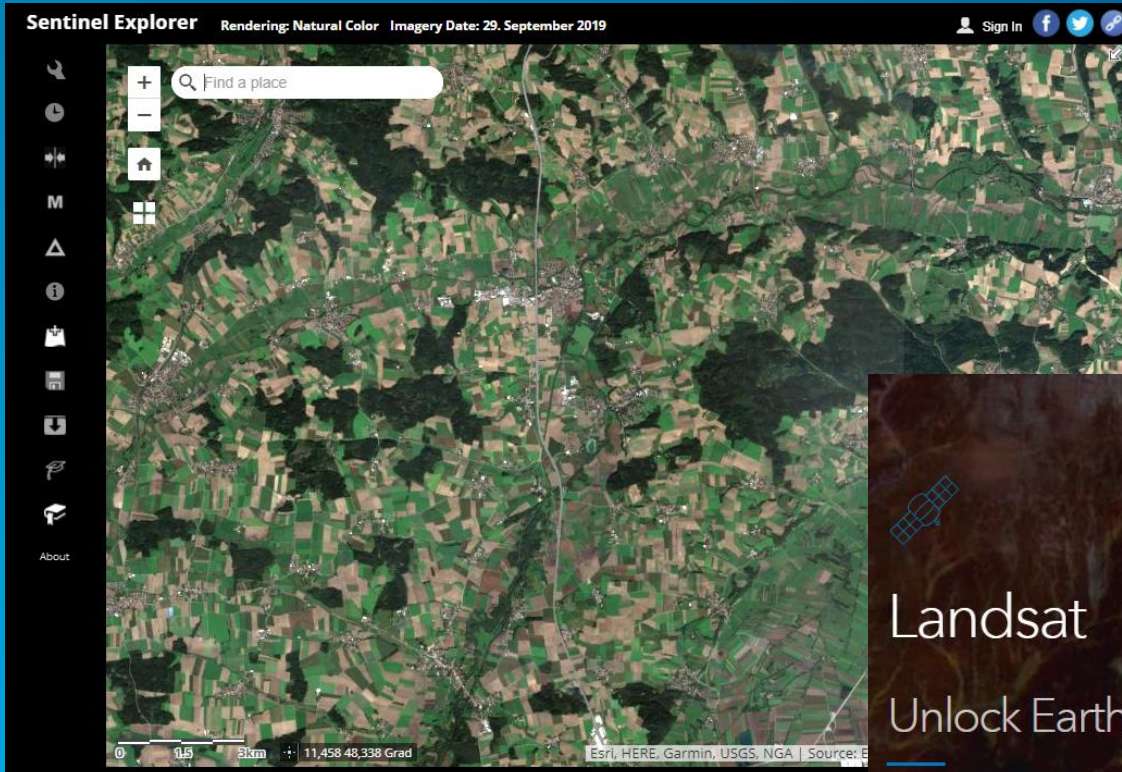 Sentinel Explorer Rendering: Natural Color Imagery Date: 29. September 2019 Sign In
Find a place
M
About
0 1.5 3km 11,458 48,338 Grad
Esri, HERE, Garmin, USGS, NGA | Source: E
Landsat
Unlock Earth